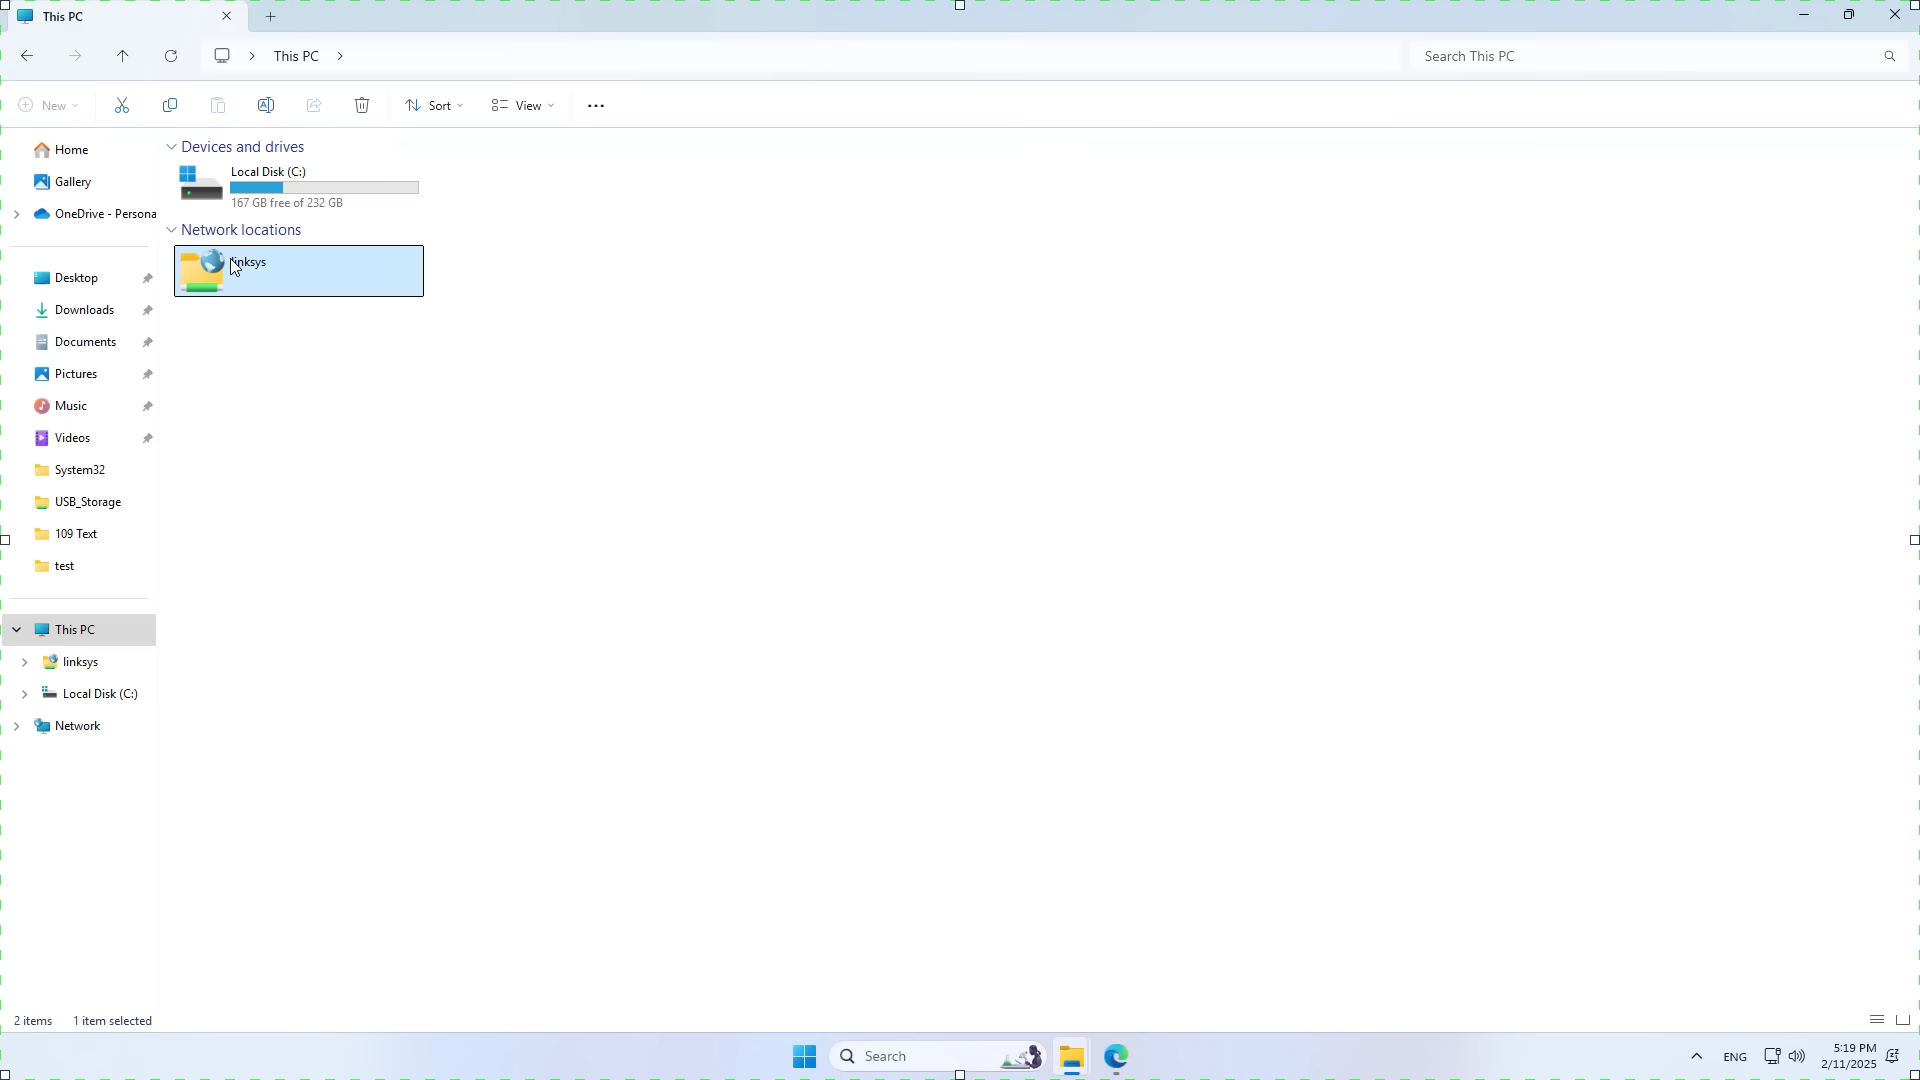 This PC
This PC
Search This PC
New
Sort
View
Home
Gallery
OneDrive - Persona
Desktop
Downloads
Documents
Pictures
Music
Videos
System32
USB_Storage
109 Text
test
This PC
linksys
Local Disk (C:)
Network
Devices and drives
Local Disk (C:)
167 GB free of 232 GB
Network locations
linksys
2 items 1 item selected
Search
ENG
5:19 PM
2/11/2025